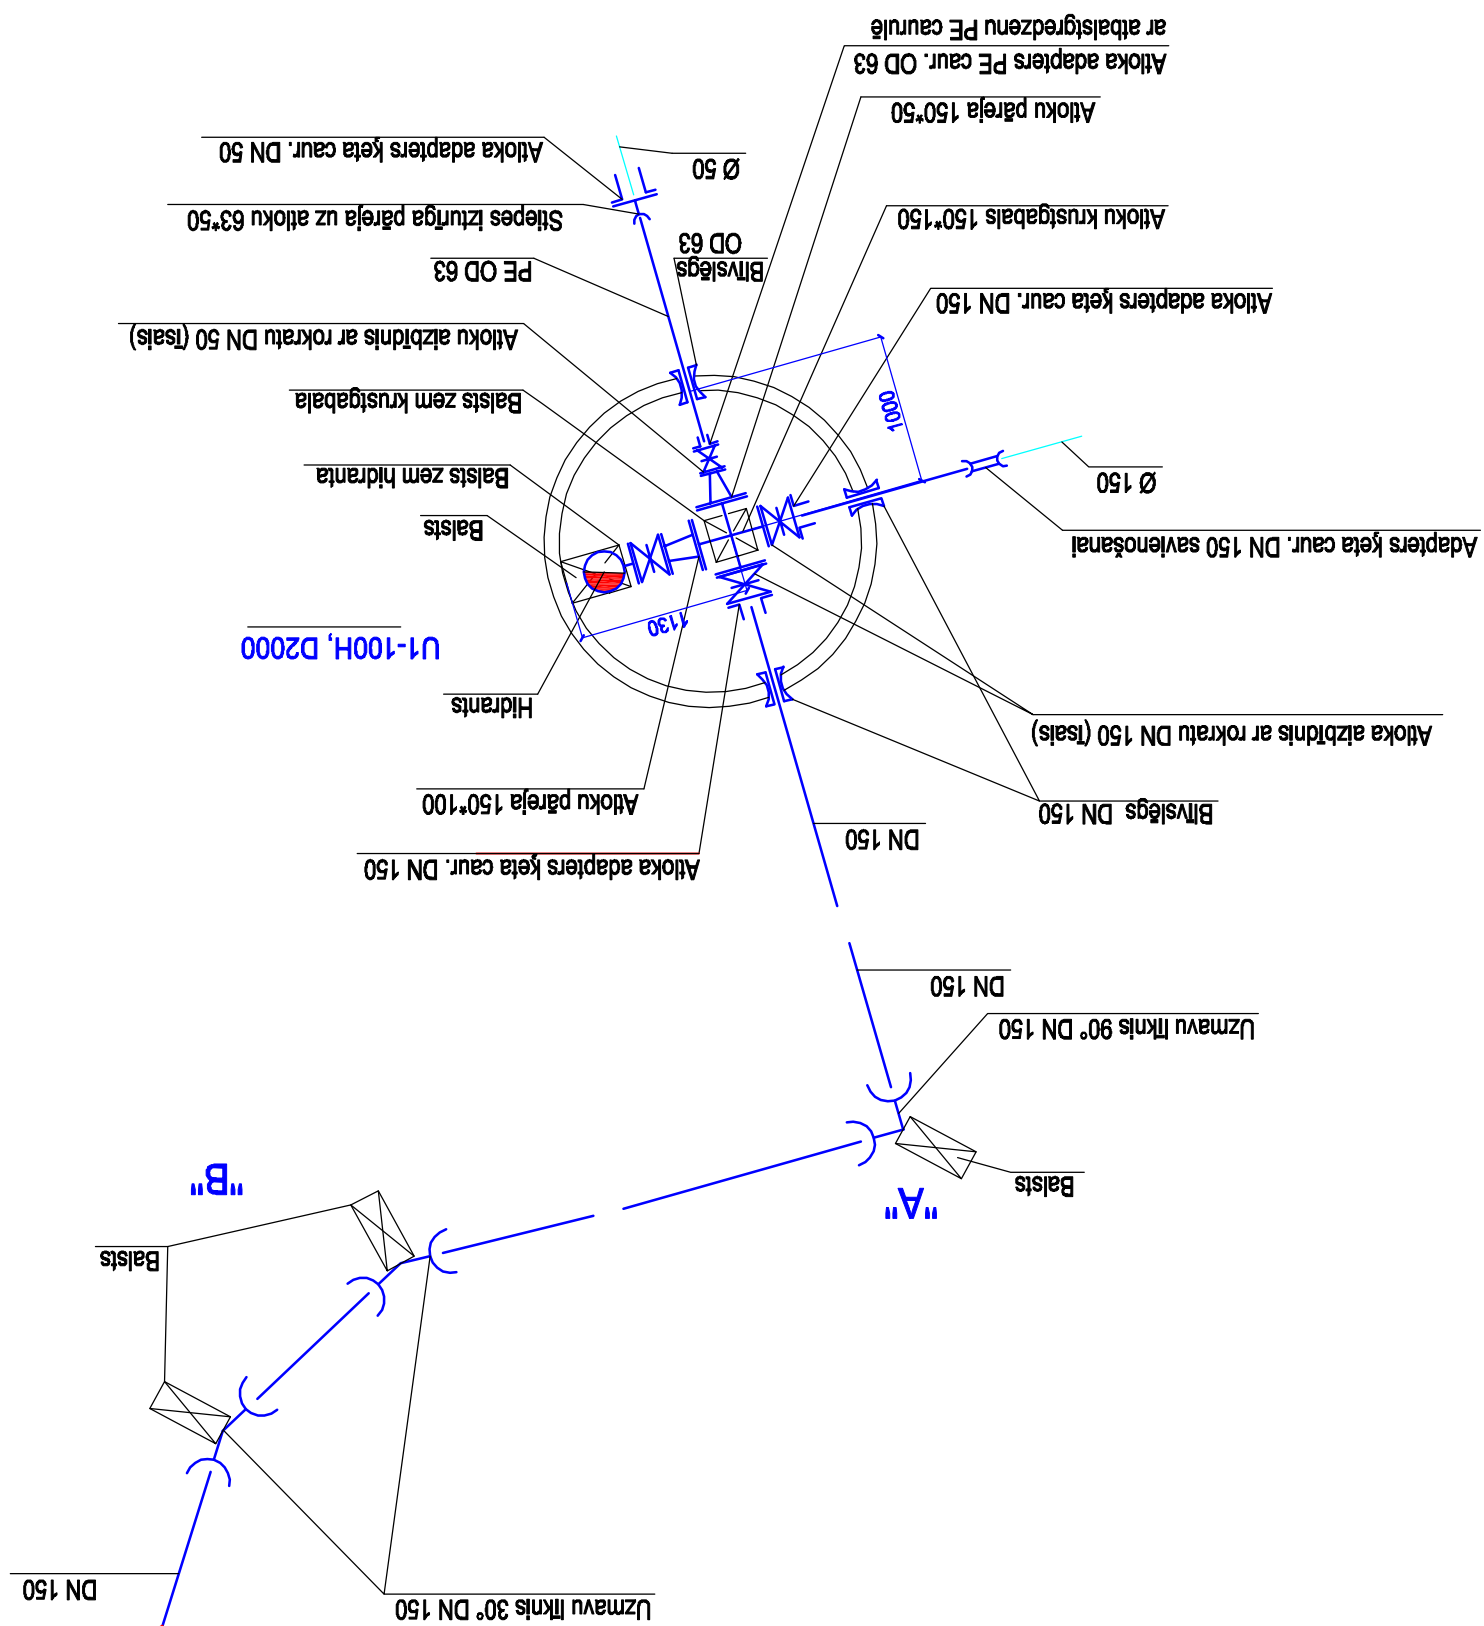 Uzmavu līknis 30° DN 150
DN 150
Balsts
"A"
Balsts
"B"
Uzmavu līknis 90° DN 150
DN 150
Atloka adapters ķeta caur. DN 150
DN 150
Blīvslēgs DN 150
Atloku pāreja 150*100
Atloka aizbīdnis ar rokratu DN 150 (īsais)
Hidrants
U1-100H, D2000
1130
Adapters ķeta caur. DN 150 savienošanai
Balsts
Ø 150
Balsts zem hidranta
1000
Balsts zem krustgabala
Atloku aizbīdnis ar rokratu DN 50 (īsais)
Atloka adapters ķeta caur. DN 150
Blīvslēgs
OD 63
PE OD 63
Atloku krustgabals 150*150
Stiepes izturīga pāreja uz atloku 63*50
Ø 50
Atloka adapters ķeta caur. DN 50
Atloku pāreja 150*50
Atloka adapters PE caur. OD 63
ar atbalstgredzenu PE caurulē